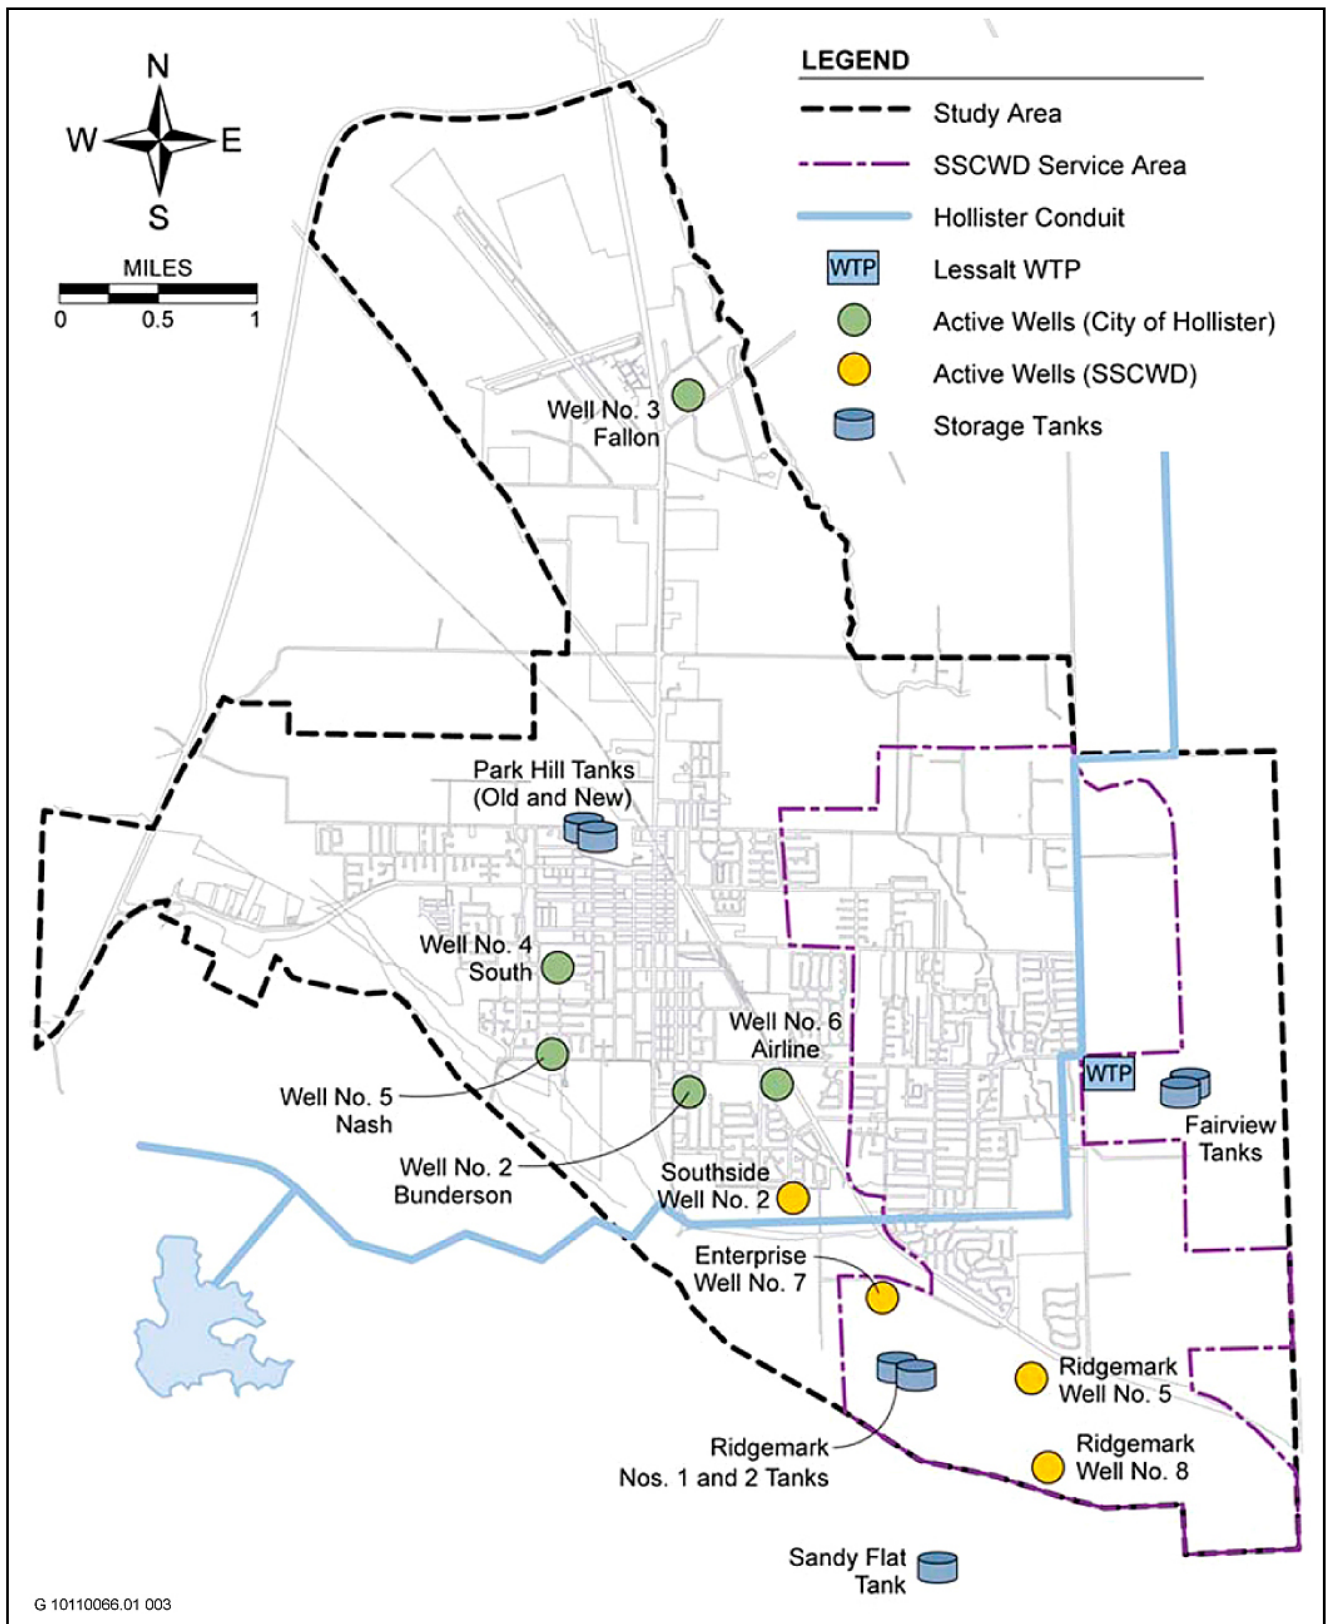 N
W E
S
MILES
0 0.5 1
LEGEND
Study Area
SSCWD Service Area
Hollister Conduit
WTP Lessalt WTP
Active Wells (City of Hollister)
Active Wells (SSCWD)
Storage Tanks
Well No. 3
Fallon
Park Hill Tanks
(Old and New)
Well No. 4
South
Well No. 6
Airline
WTP
Well No. 5
Nash
Fairview
Tanks
Well No. 2
Bunderson
Southside
Well No. 2
Enterprise
Well No. 7
Ridgemark
Well No. 5
Ridgemark
Nos. 1 and 2 Tanks
Ridgemark
Well No. 8
Sandy Flat
Tank
G 10110066.01 003